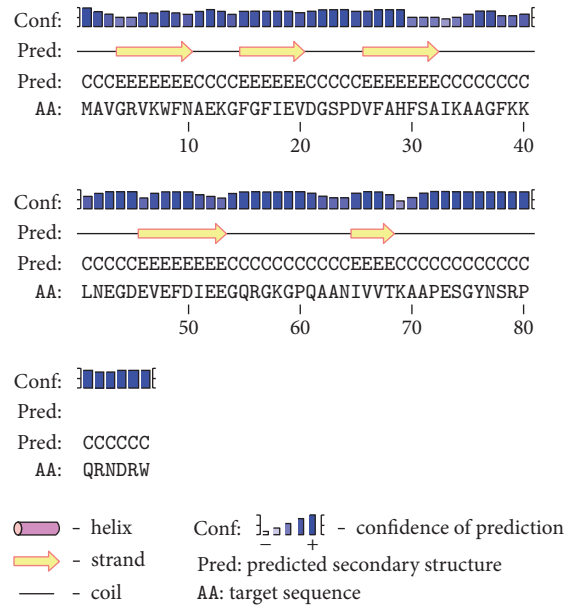 Conf:
Pred:
Pred: CCCEEEEEEECCCCEEEEEECCCCCEEEEEEECCCCCCCC
AA: MAVGRVKWFNAEKGFGFIEVDGSPDVFAHFSAIKAAGFKK
10 20 30 40
Conf:
Pred:
Pred: CCCCCEEEEEEEECCCCCCCCCCCEEEECCCCCCCCCCCC
AA: LNEGDEVEFDIEEGQRGKGPQAANIVVTKAAPESGYNSRP
50 60 70 80
Conf:
Pred:
Pred: CCCCCC
AA: QRNDRW
- helix Conf: - + - confidence of prediction
- strand Pred: predicted secondary structure
- coil AA: target sequence